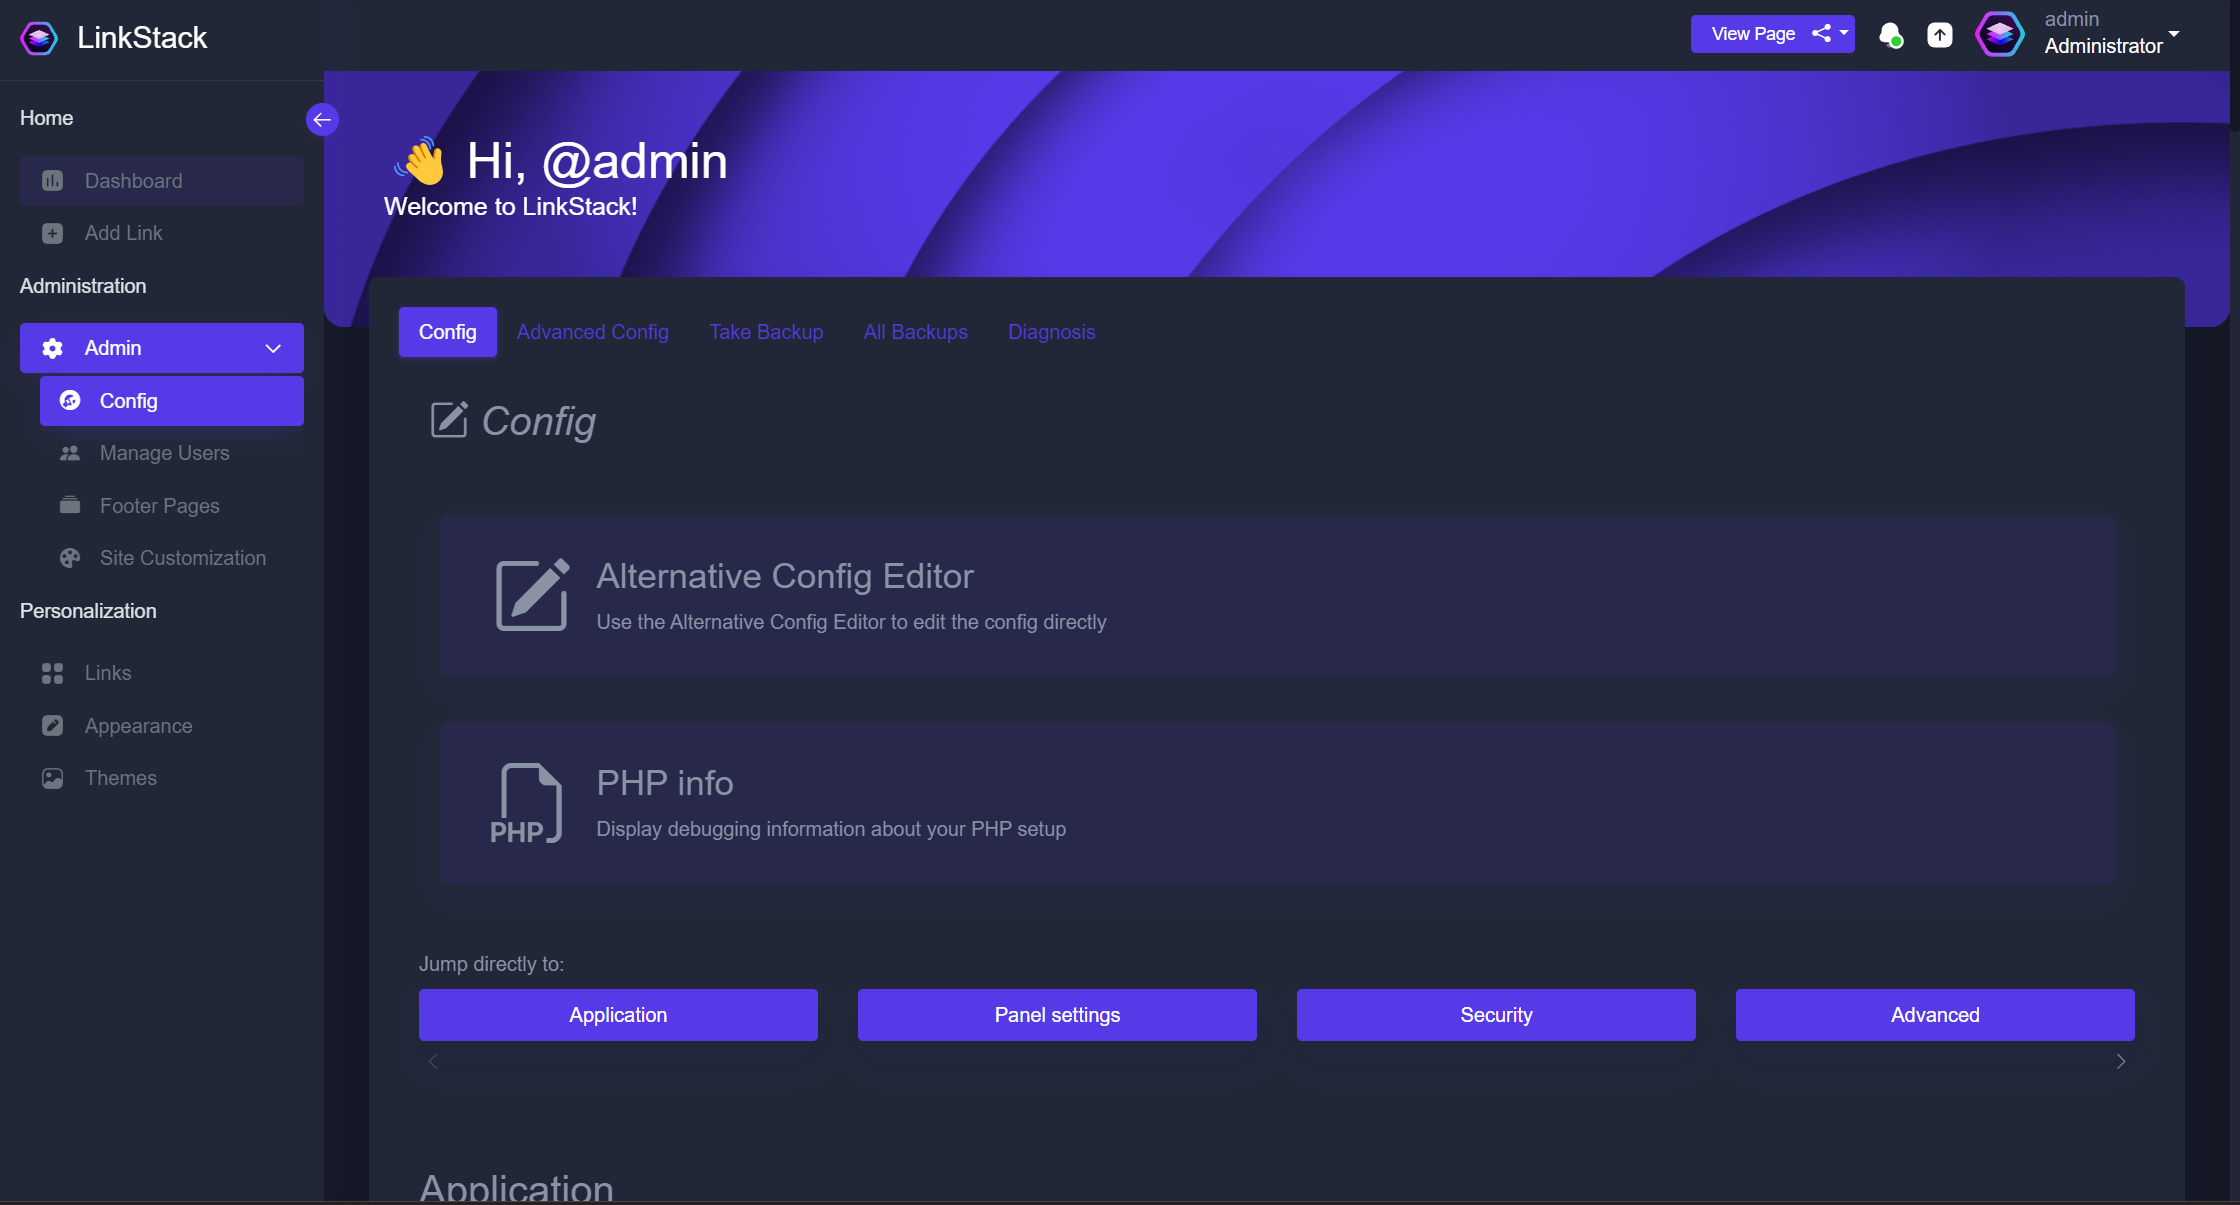 LinkStack
View Page
admin
Administrator
Home
Dashboard
Add Link
Administration
Admin
Config
Manage Users
Footer Pages
Site Customization
Personalization
Links
Appearance
Themes
Hi, @admin
Welcome to LinkStack!
Config Advanced Config Take Backup All Backups Diagnosis
Config
Alternative Config Editor
Use the Alternative Config Editor to edit the config directly
PHP
PHP info
Display debugging information about your PHP setup
Jump directly to:
Application Panel settings Security Advanced
Application